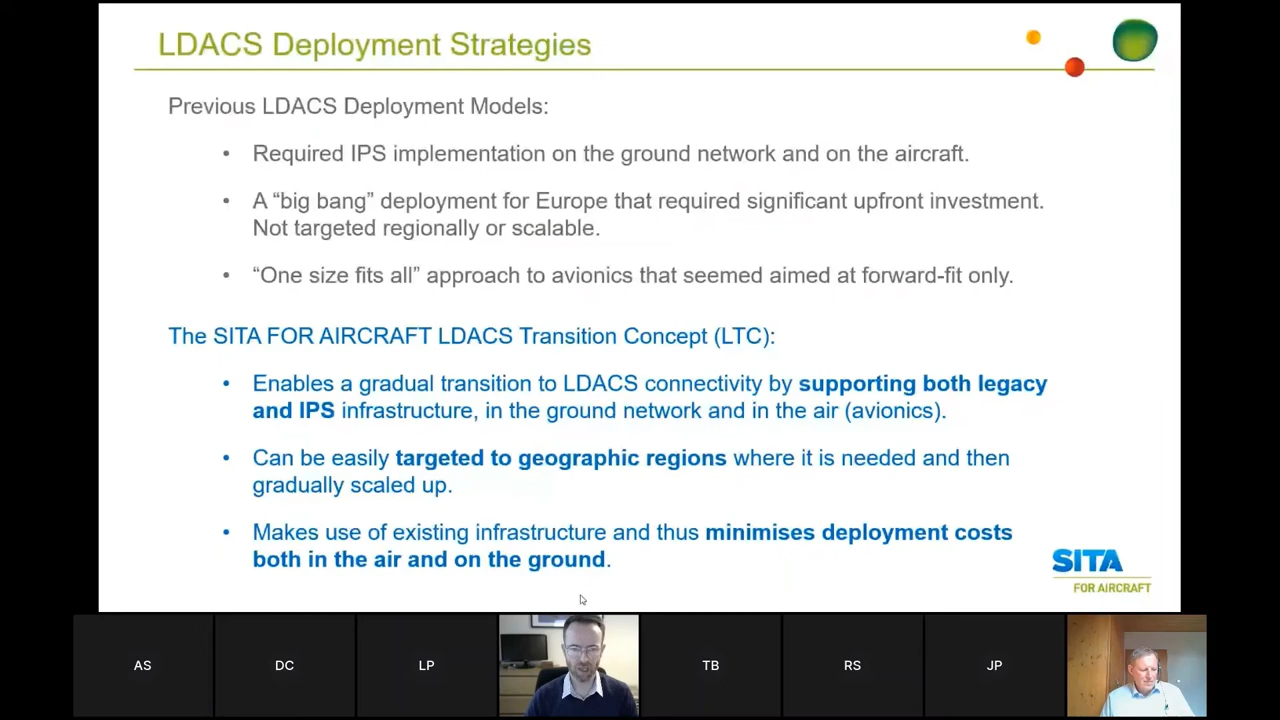 LDACS Deployment Strategies
Previous LDACS Deployment Models:
• Required IPS implementation on the ground network and on the aircraft.
• A “big bang” deployment for Europe that required significant upfront investment.
Not targeted regionally or scalable.
• “One size fits all” approach to avionics that seemed aimed at forward-fit only.
The SITA FOR AIRCRAFT LDACS Transition Concept (LTC):
• Enables a gradual transition to LDACS connectivity by supporting both legacy
and IPS infrastructure, in the ground network and in the air (avionics).
• Can be easily targeted to geographic regions where it is needed and then
gradually scaled up.
• Makes use of existing infrastructure and thus minimises deployment costs
both in the air and on the ground.
SITA
FOR AIRCRAFT
AS
DC
LP
TB
RS
JP